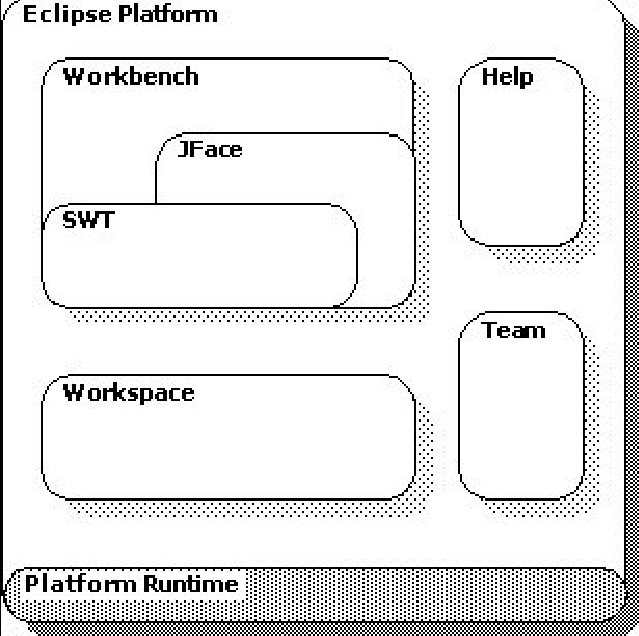 Eclipse Platform
Workbench
Help
JFace
SWT
Team
Workspace
Platform Runtime